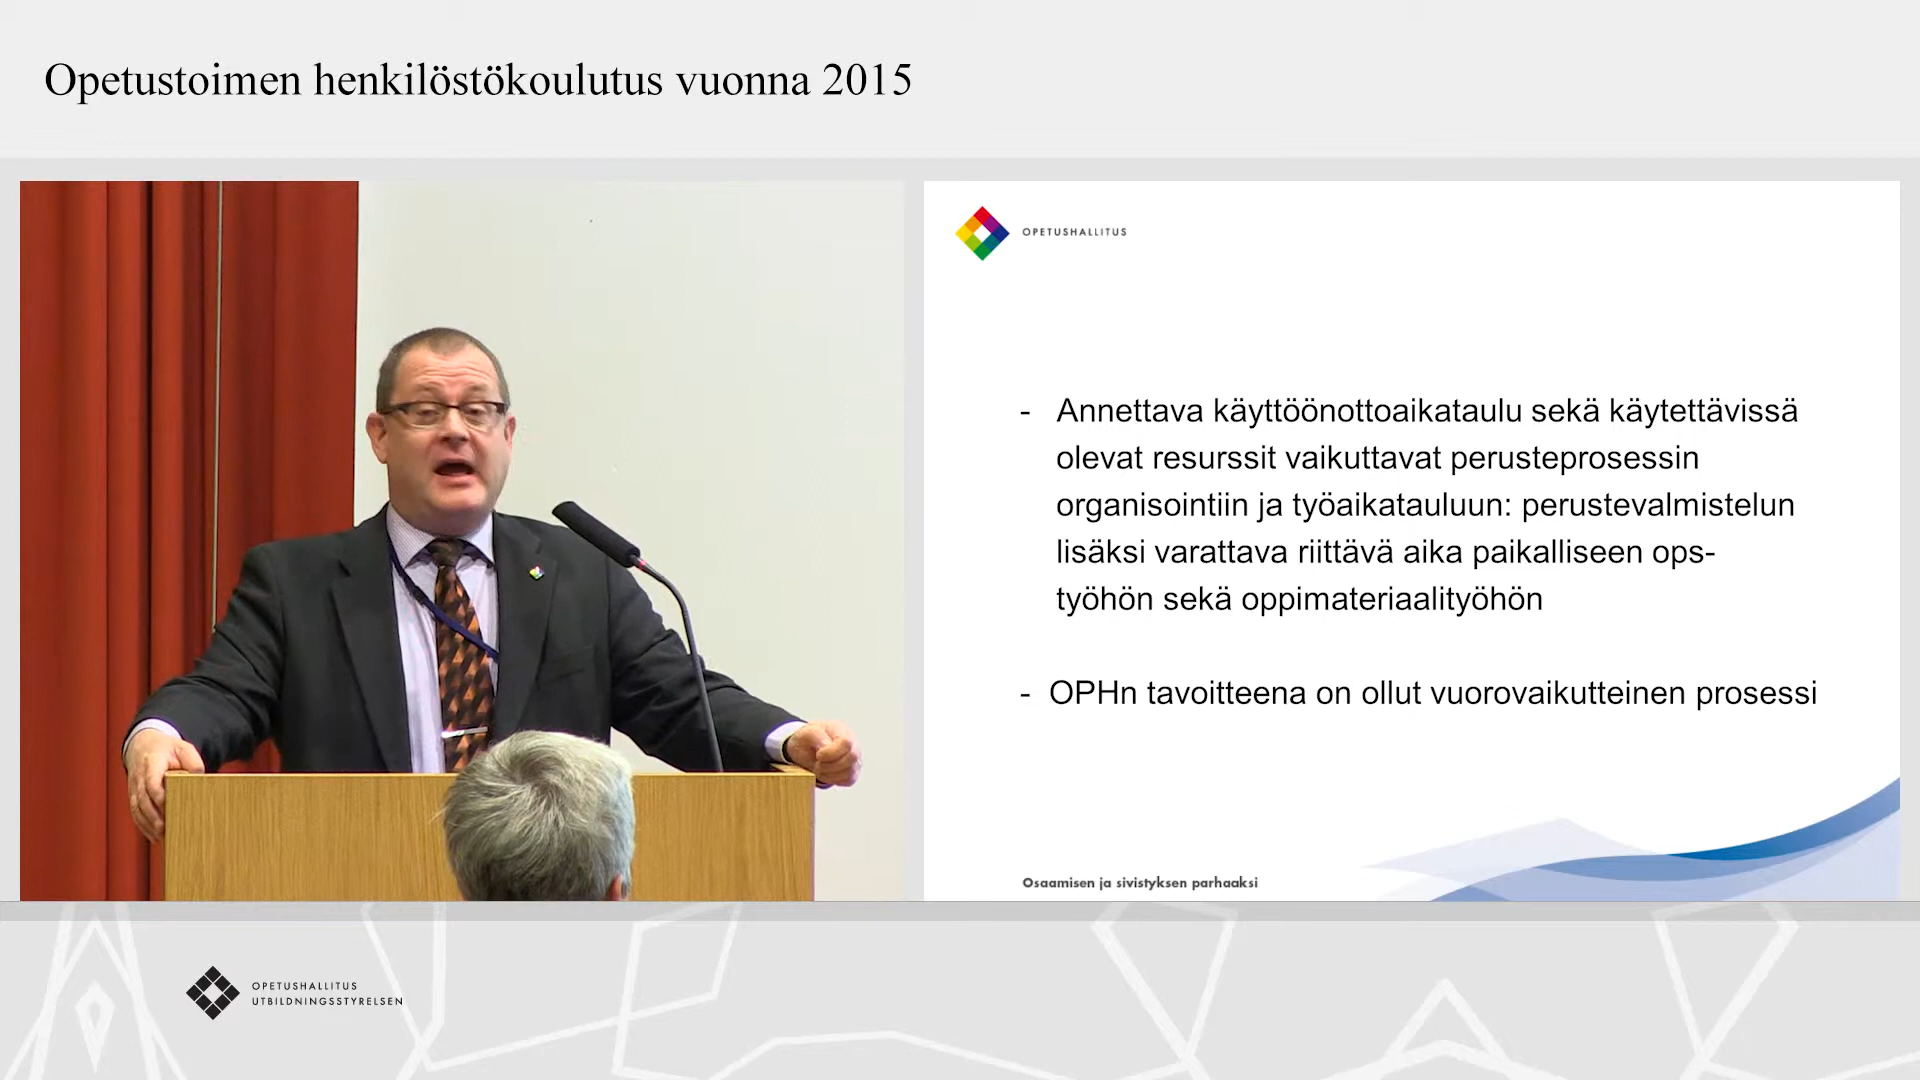 Opetustoimen henkilöstökoulutus vuonna 2015
OPETUSHALLITUS
- Annettava käyttöönottoaikataulu sekä käytettävissä
olevat resurssit vaikuttavat perusteprosessin
organisointiin ja työaikatauluun: perustevalmistelun
lisäksi varattava riittävä aika paikalliseen ops-
työhön sekä oppimateriaalityöhön
- OPHn tavoitteena on ollut vuorovaikutteinen prosessi
Osaamisen ja sivistyksen parhaaksi
OPETUSHALLITUS
UTBILDNINGSSTYRELSEN